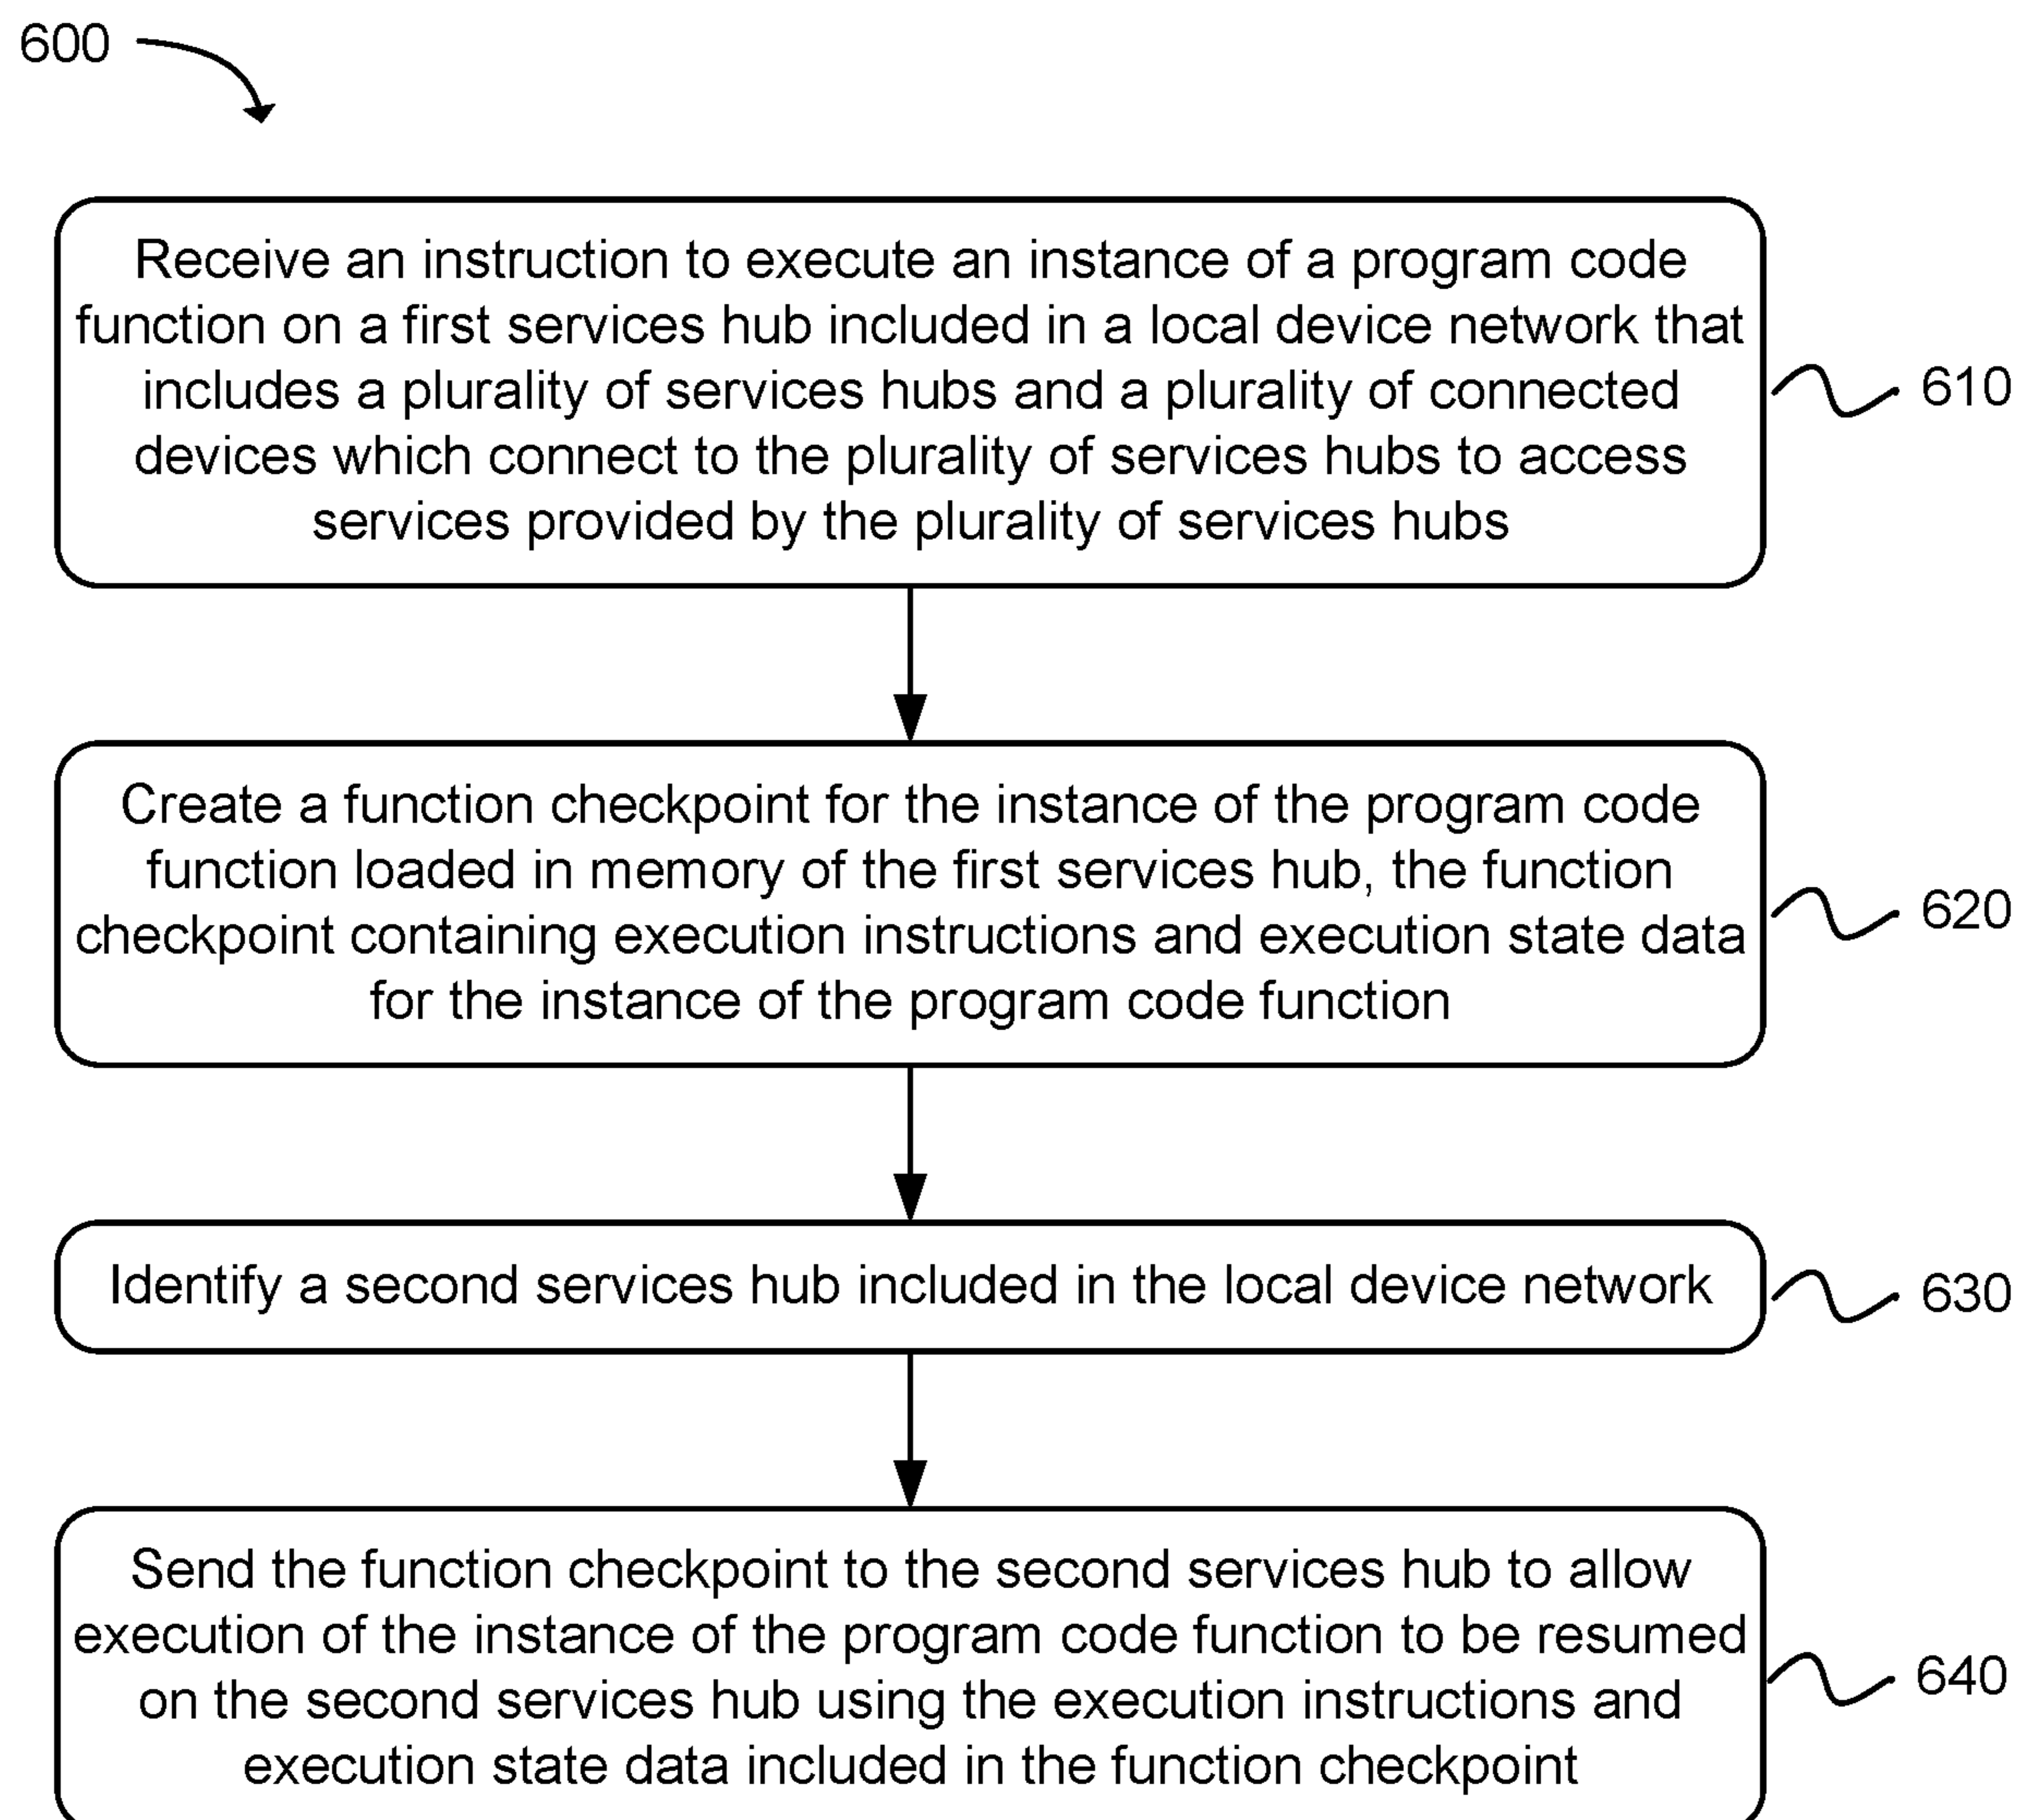 600
Receive an instruction to execute an instance of a program code
function on a first services hub included in a local device network that
includes a plurality of services hubs and a plurality of connected
devices which connect to the plurality of services hubs to access
services provided by the plurality of services hubs
610
Create a function checkpoint for the instance of the program code
function loaded in memory of the first services hub, the function
checkpoint containing execution instructions and execution state data
for the instance of the program code function
620
Identify a second services hub included in the local device network
630
Send the function checkpoint to the second services hub to allow
execution of the instance of the program code function to be resumed
on the second services hub using the execution instructions and
execution state data included in the function checkpoint
640